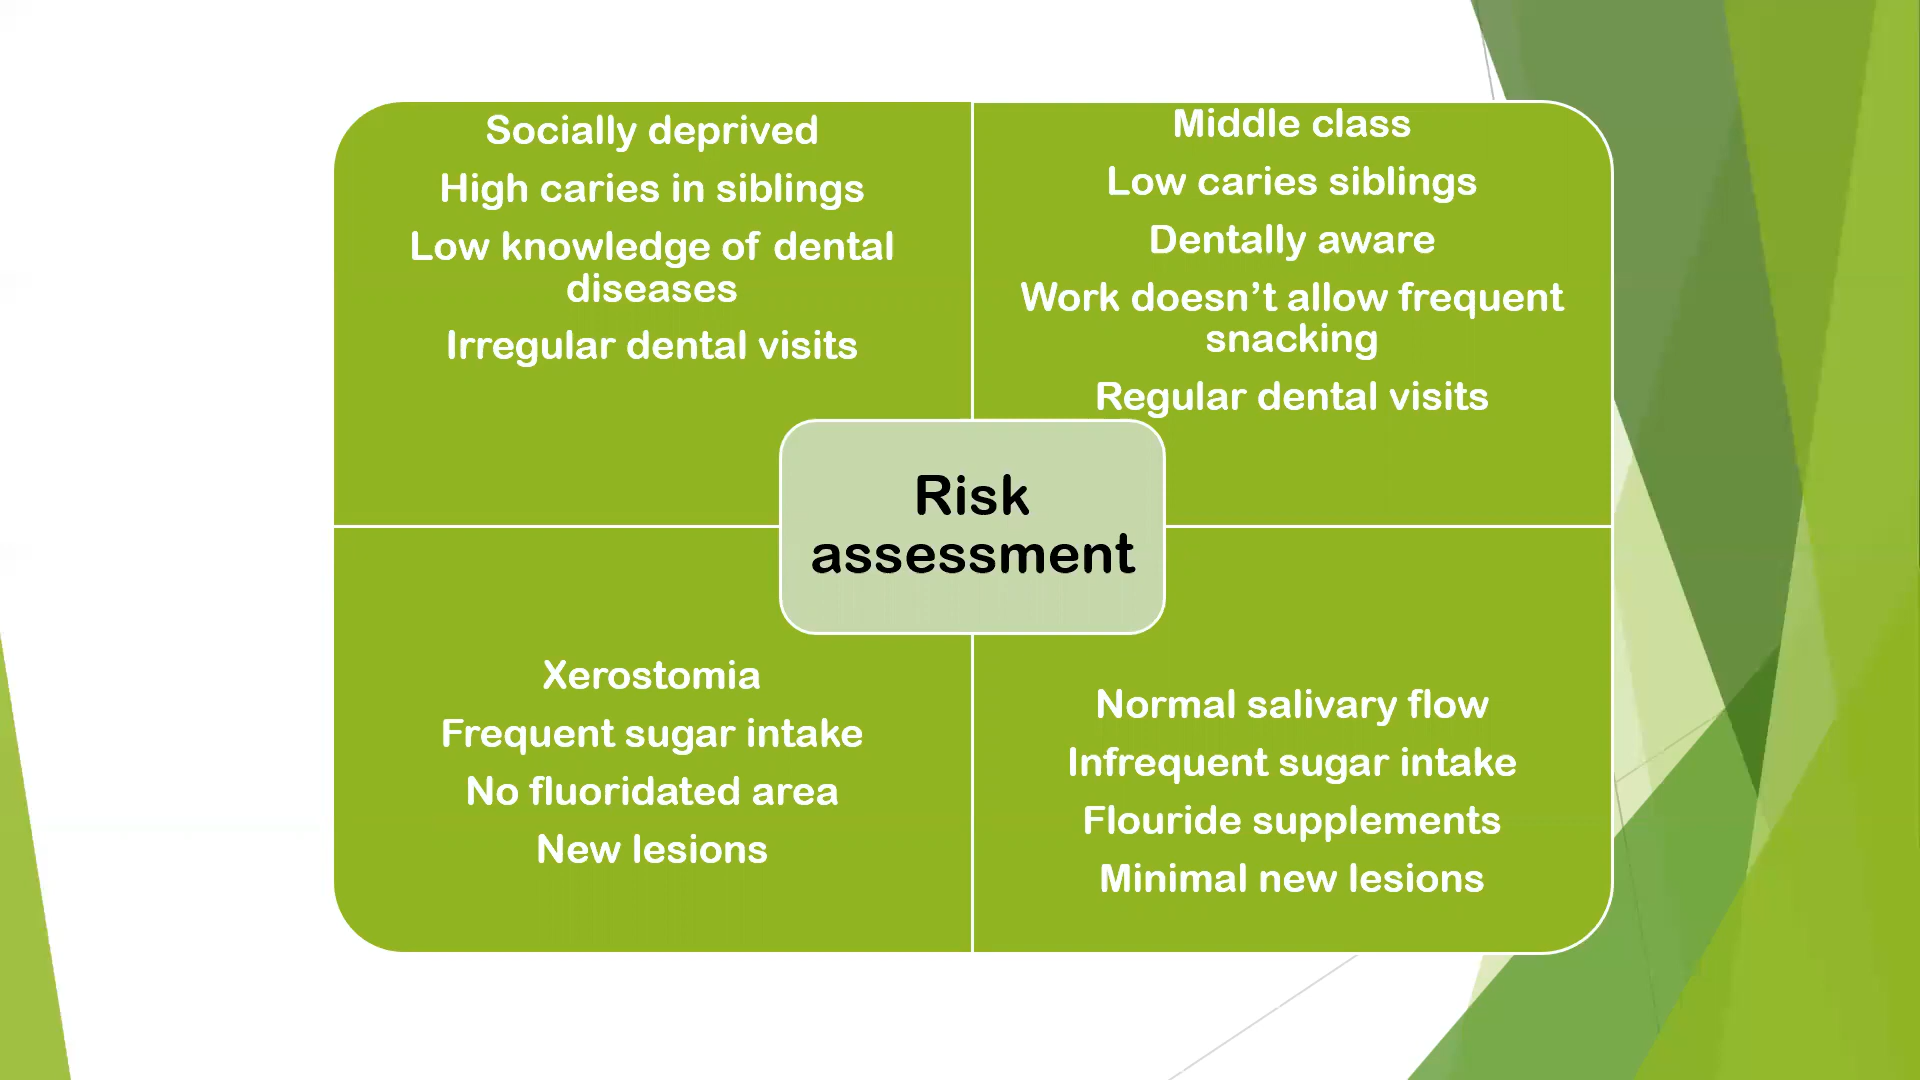 Socially deprived
High caries in siblings
Low knowledge of dental
diseases
Irregular dental visits
Middle class
Low caries siblings
Dentally aware
Work doesn’t allow frequent
snacking
Regular dental visits
Risk
assessment
Xerostomia
Frequent sugar intake
No fluoridated area
New lesions
Normal salivary flow
Infrequent sugar intake
Flouride supplements
Minimal new lesions